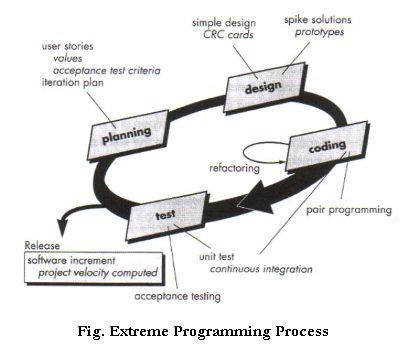 simple design
CRC cards
spike solutions
prototypes
user stories
values
acceptance test criteria
iteration plan
design
planning
coding
refactoring
test
pair programming
Release
software increment
project velocity computed
unit test
continuous integration
acceptance testing
Fig. Extreme Programming Process